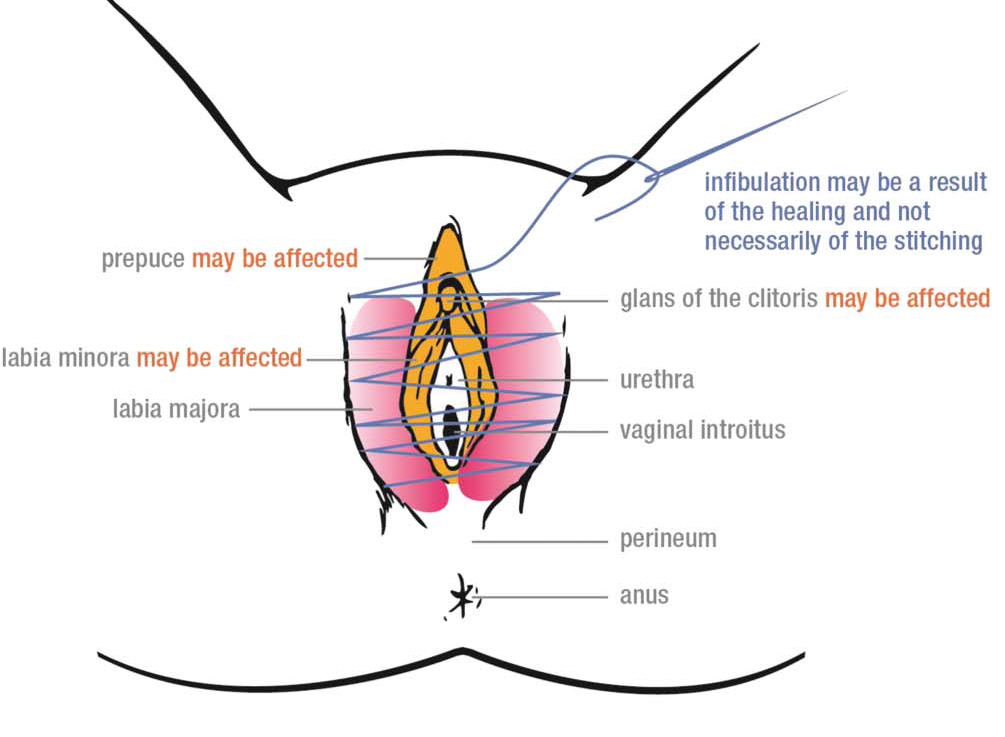 infibulation may be a result
of the healing and not
necessarily of the stitching
prepuce may be affected
glans of the clitoris may be affected
labia minora may be affected
urethra
labia majora
vaginal introitus
perineum
anus